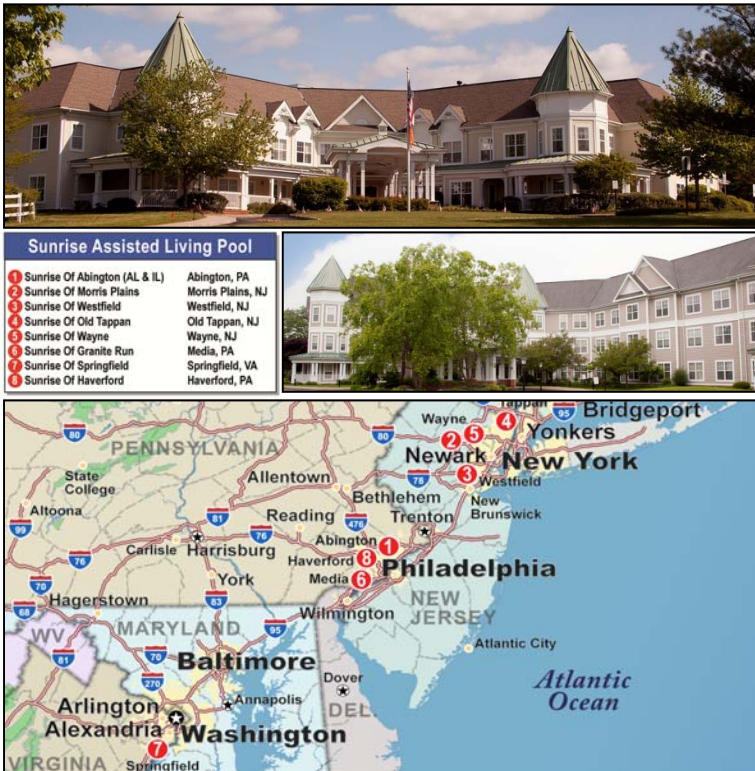 Sunrise Assisted Living Pool
1 Sunrise Of Abington (AL & IL) Abington, PA
2 Sunrise Of Morris Plains Morris Plains, NJ
3 Sunrise Of Westfield Westfield, NJ
4 Sunrise Of Old Tappan Old Tappan, NJ
5 Sunrise Of Wayne Wayne, NJ
6 Sunrise Of Granite Run Media, PA
7 Sunrise Of Springfield Springfield, VA
8 Sunrise Of Haverford Haverford, PA
Tappan
95
Bridgeport
Wayne
4
80
80
2
5
Yonkers
PENNSYLVANIA
Newark
New York
State
College
78
3
Westfield
Allentown
New
Brunswick
Bethlehem
Altoona
81
Reading
476
Trenton
99
76
Abington
1
Carlisle
Harrisburg
76
Haverford
8
Philadelphia
York
Media
6
70
NEW
JERSEY
68
Hagerstown
83
Wilmington
WV
MARYLAND
95
81
70
Baltimore
Atlantic City
270
Dover
Atlantic
Ocean
Arlington
Annapolis
DEL.
Alexandria
Washington
7
VIRGINIA
Springfield